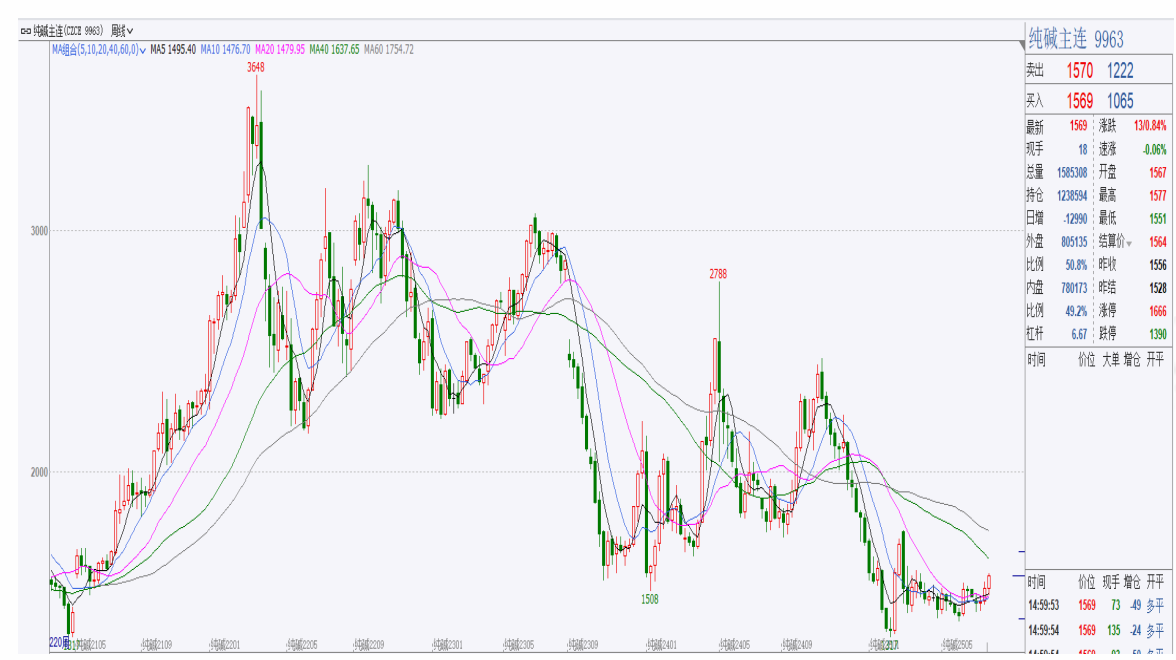 纯碱主连(CZCE 9963) 周线
MA组合(5,10,20,40,60,0) MA5 1495.40 MA10 1476.70 MA20 1479.95 MA40 1637.65 MA60 1754.72
3648
3000
2788
2000
1508
220周
纯碱2105 纯碱2109 纯碱2201 纯碱2205 纯碱2209 纯碱2301 纯碱2305 纯碱2309 纯碱2401 纯碱2405 纯碱2409 纯碱2505
纯碱主连 9963
卖出 1570 1222
买入 1569 1065
最新 1569 涨跌 13/0.84%
现手 18 速涨 -0.06%
总量 1585308 开盘 1567
持仓 1238594 最高 1577
日增 -12990 最低 1551
外盘 805135 结算价 1564
比例 50.8% 昨收 1556
内盘 780173 昨结 1528
比例 49.2% 涨停 1666
杠杆 6.67 跌停 1390
时间 价位 大单 增仓 开平
时间 价位 现手 增仓 开平
14:59:53 1569 73 -49 多平
14:59:54 1569 135 -24 多平